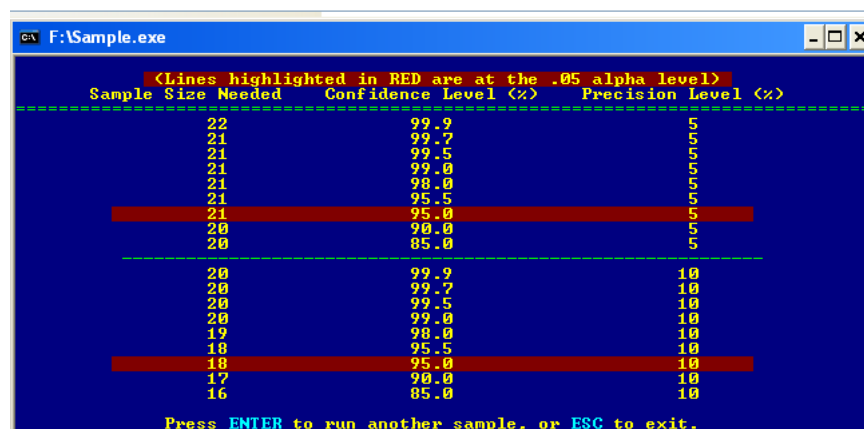 F:\Sample.exe
(Lines highlighted in RED are at the .05 alpha level)
Sample Size Needed Confidence Level (%) Precision Level (%)
22 99.9 5
21 99.7 5
21 99.5 5
21 99.0 5
21 98.0 5
21 95.5 5
21 95.0 5
20 90.0 5
20 85.0 5
20 99.9 10
20 99.7 10
20 99.5 10
20 99.0 10
19 98.0 10
18 95.5 10
18 95.0 10
17 90.0 10
16 85.0 10
Press ENTER to run another sample, or ESC to exit.